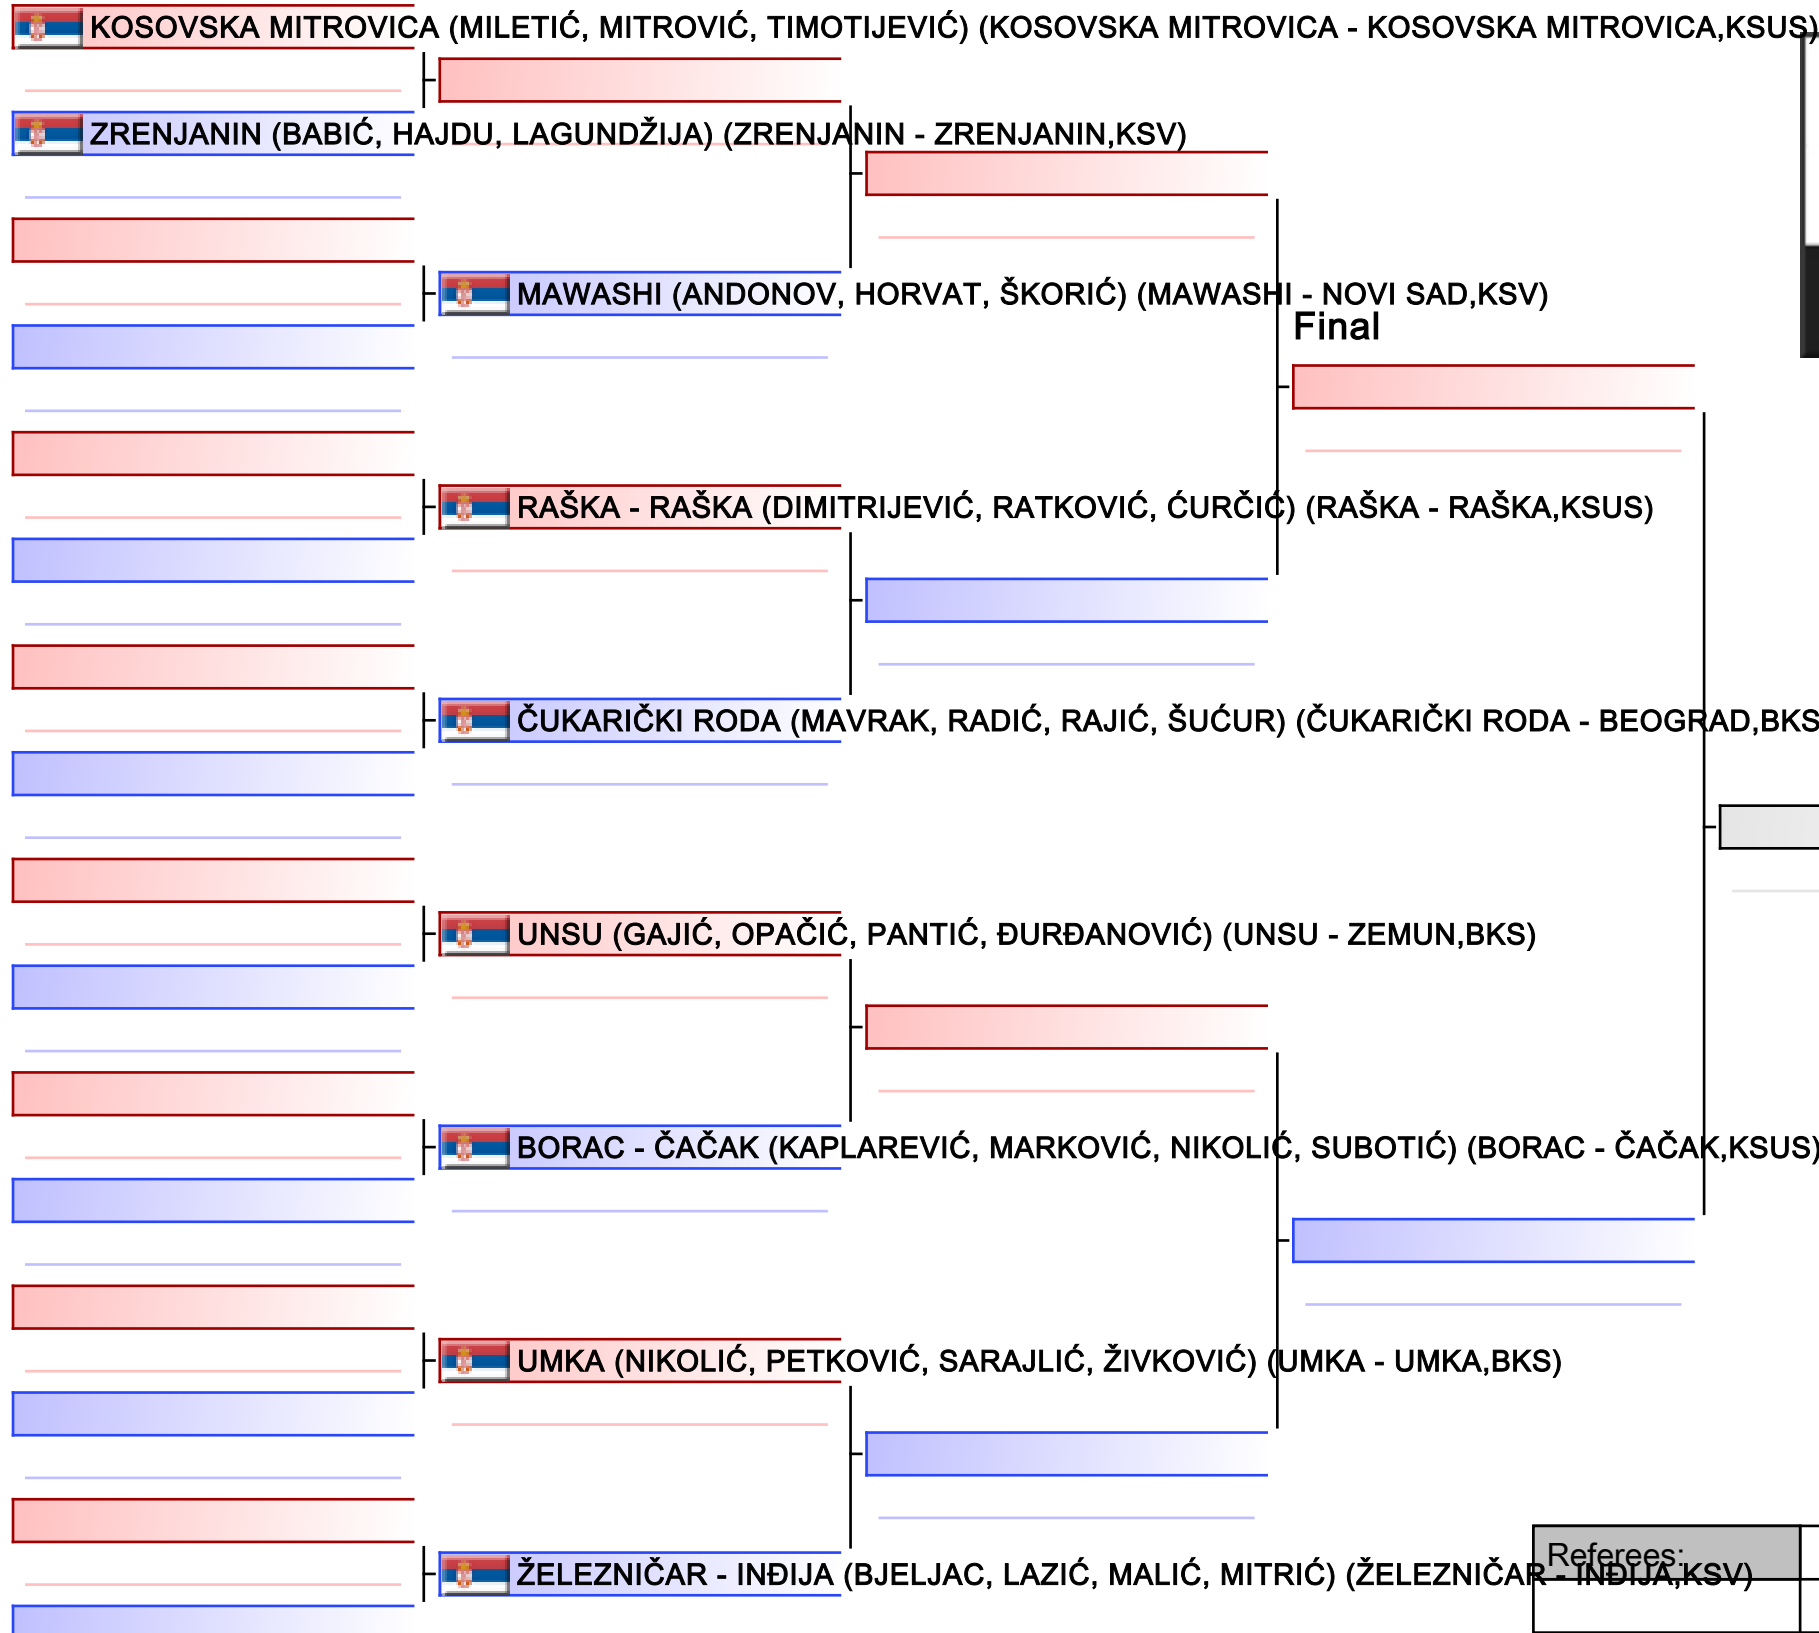 KOSOVSKA MITROVICA (MILETIĆ, MITROVIĆ, TIMOTIJEVIĆ) (KOSOVSKA MITROVICA - KOSOVSKA MITROVICA,KSUS)
ZRENJANIN (BABIĆ, HAJDU, LAGUNDŽIJA) (ZRENJANIN - ZRENJANIN,KSV)
MAWASHI (ANDONOV, HORVAT, ŠKORIĆ) (MAWASHI - NOVI SAD,KSV)
Final
RAŠKA - RAŠKA (DIMITRIJEVIĆ, RATKOVIĆ, ĆURČIĆ) (RAŠKA - RAŠKA,KSUS)
ČUKARIČKI RODA (MAVRAK, RADIĆ, RAJIĆ, ŠUĆUR) (ČUKARIČKI RODA - BEOGRAD,BKS
UNSU (GAJIĆ, OPAČIĆ, PANTIĆ, ĐURĐANOVIĆ) (UNSU - ZEMUN,BKS)
BORAC - ČAČAK (KAPLAREVIĆ, MARKOVIĆ, NIKOLIĆ, SUBOTIĆ) (BORAC - ČAČAK,KSUS)
UMKA (NIKOLIĆ, PETKOVIĆ, SARAJLIĆ, ŽIVKOVIĆ) (UMKA - UMKA,BKS)
Referees:
ŽELEZNIČAR - INĐIJA (BJELJAC, LAZIĆ, MALIĆ, MITRIĆ) (ŽELEZNIČAR - INĐIJA,KSV)